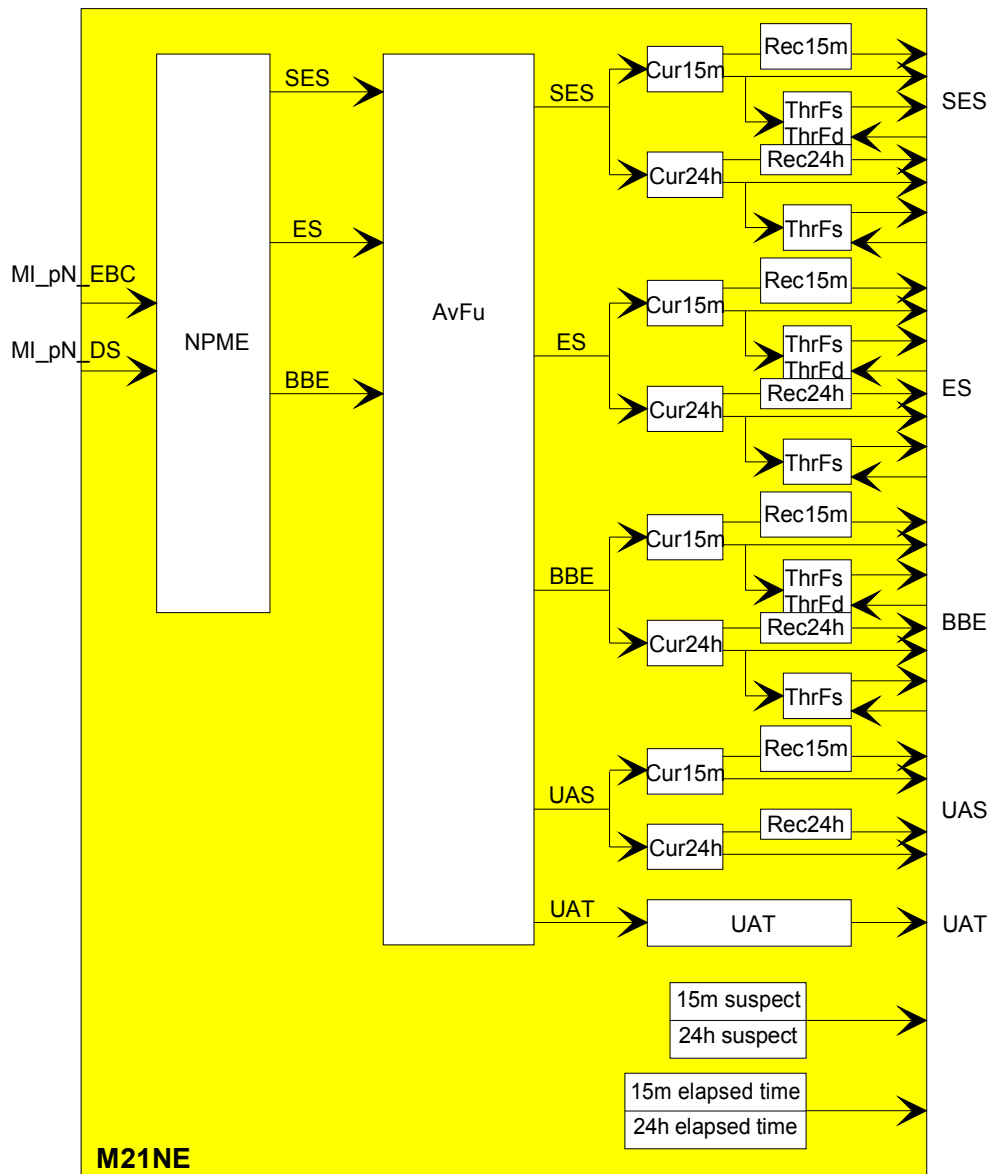 SES
SES
Cur15m
Rec15m
ThrFs
ThrFd
SES
Cur24h
Rec24h
ThrFs
MI_pN_EBC
MI_pN_DS
NPME
ES
BBE
AvFu
ES
Cur15m
Rec15m
ThrFs
ThrFd
ES
Cur24h
Rec24h
ThrFs
BBE
Cur15m
Rec15m
ThrFs
ThrFd
BBE
Cur24h
Rec24h
ThrFs
UAS
Cur15m
Rec15m
UAS
Cur24h
Rec24h
UAT
UAT
UAT
15m suspect
24h suspect
15m elapsed time
24h elapsed time
M21NE